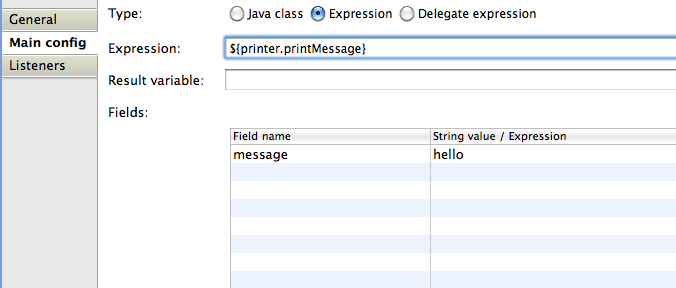 General
Main config
Listeners
Type: Java class Expression Delegate expression
Expression: ${printer.printMessage}
Result variable:
Fields:
Field name String value / Expression
message hello